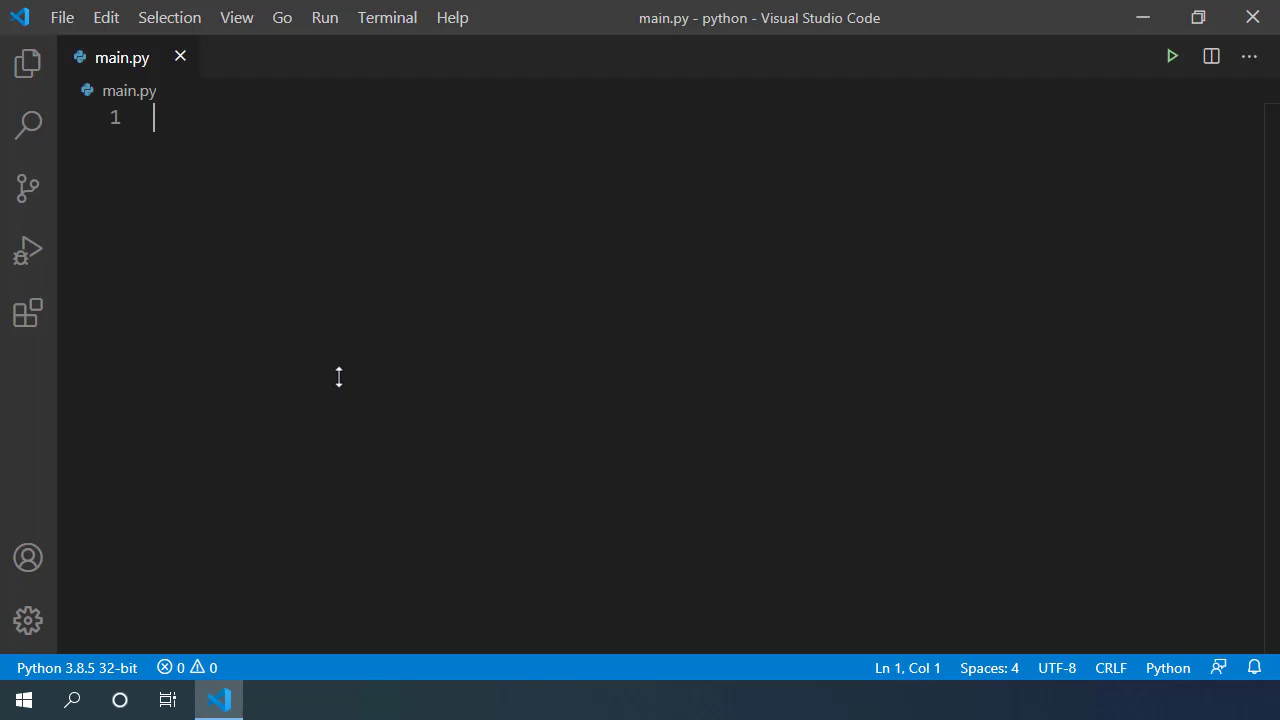 File Edit Selection View Go Run Terminal Help main.py - python - Visual Studio Code
main.py
main.py
1
Python 3.8.5 32-bit 0 0 Ln 1, Col 1 Spaces: 4 UTF-8 CRLF Python